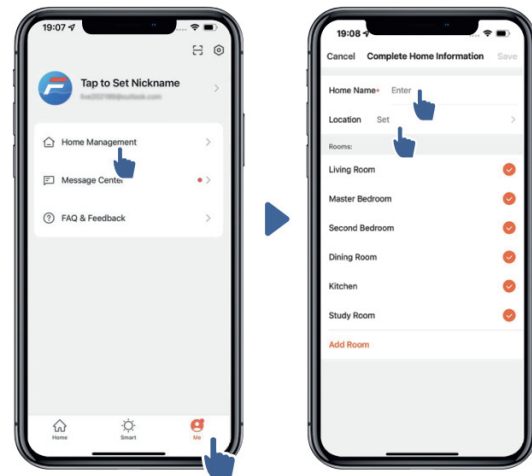 19:07
Tap to Set Nickname
Home Management
Message Center
FAQ & Feedback
Home
Smart
Me
19:08
Cancel Complete Home Information Save
Home Name* Enter
Location Set
Rooms:
Living Room
Master Bedroom
Second Bedroom
Dining Room
Kitchen
Study Room
Add Room